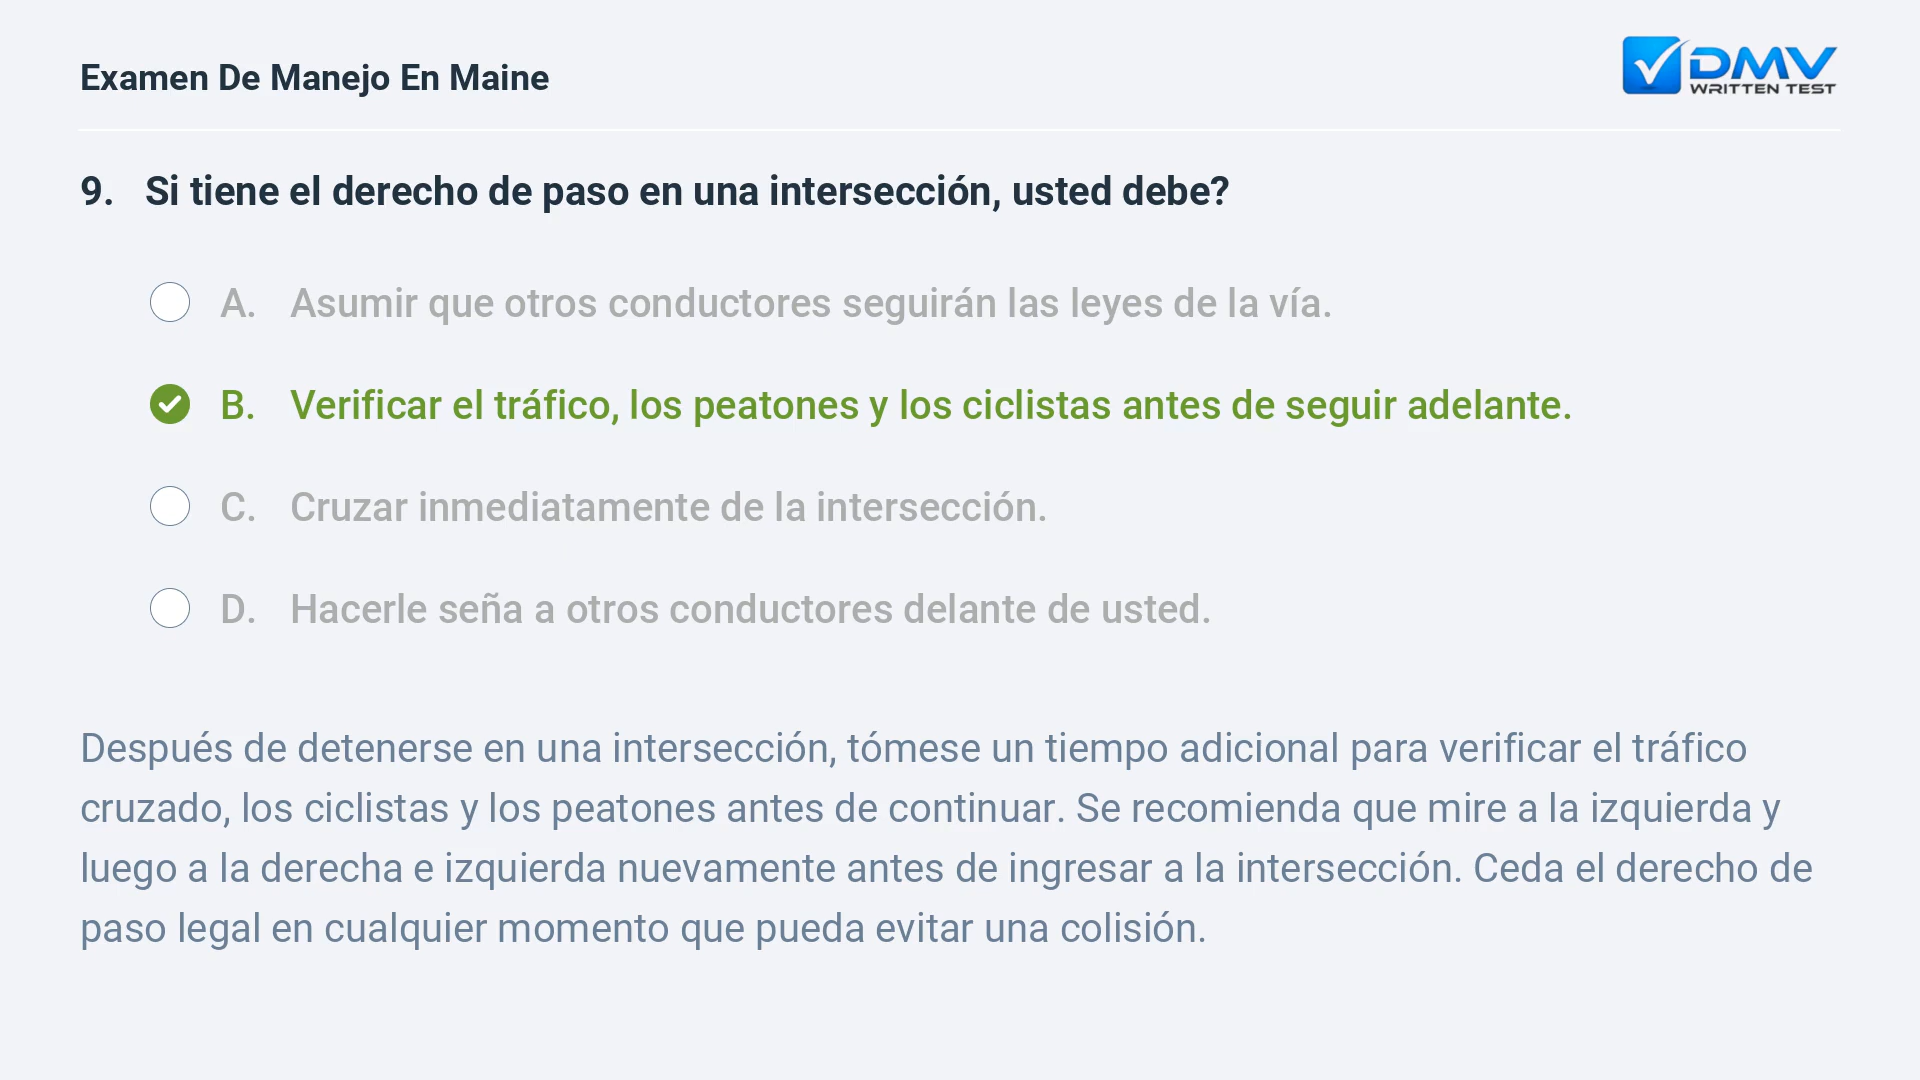 Examen De Manejo En Maine
DMV
WRITTEN TEST
9. Si tiene el derecho de paso en una intersección, usted debe?
A. Asumir que otros conductores seguirán las leyes de la vía.
B. Verificar el tráfico, los peatones y los ciclistas antes de seguir adelante.
C. Cruzar inmediatamente de la intersección.
D. Hacerle seña a otros conductores delante de usted.
Después de detenerse en una intersección, tómese un tiempo adicional para verificar el tráfico
cruzado, los ciclistas y los peatones antes de continuar. Se recomienda que mire a la izquierda y
luego a la derecha e izquierda nuevamente antes de ingresar a la intersección. Ceda el derecho de
paso legal en cualquier momento que pueda evitar una colisión.